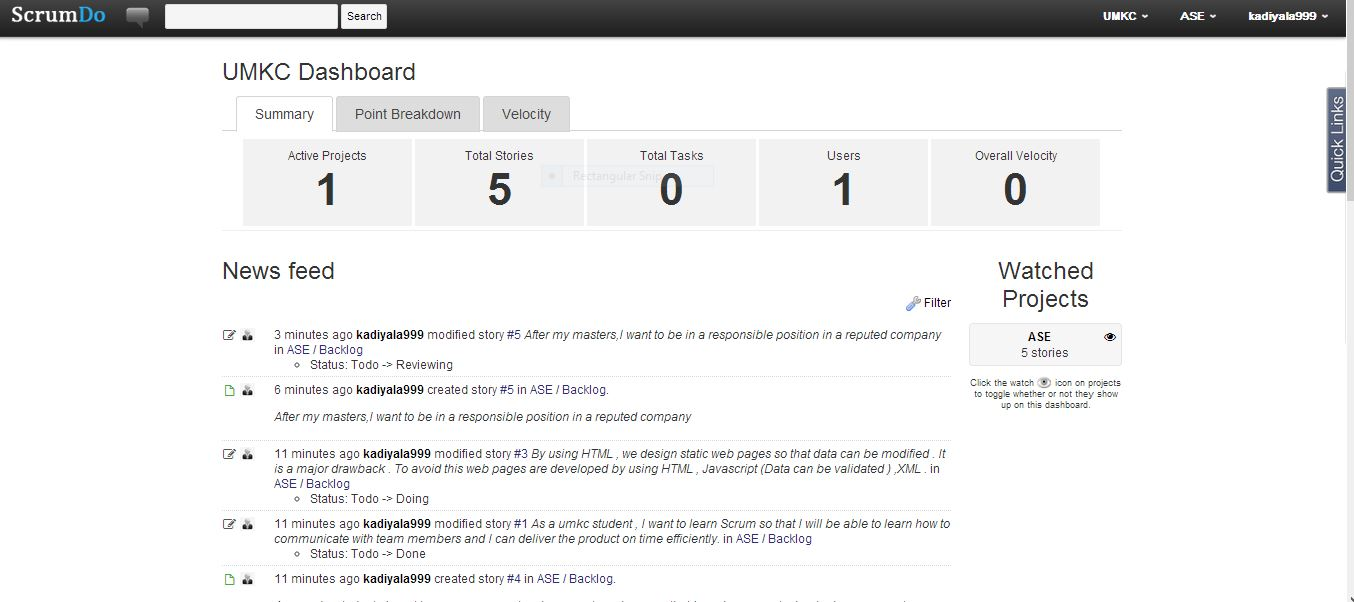 ScrumDo
Search
UMKC
ASE
kadiyala999
UMKC Dashboard
Summary
Point Breakdown
Velocity
Quick Links
Active Projects
1
Total Stories
5
Total Tasks
0
Users
1
Overall Velocity
0
Rectangular Snip
News feed
Filter
3 minutes ago kadiyala999 modified story #5 After my masters,I want to be in a responsible position in a reputed company
in ASE / Backlog
Status: Todo -> Reviewing
6 minutes ago kadiyala999 created story #5 in ASE / Backlog.
After my masters,I want to be in a responsible position in a reputed company
11 minutes ago kadiyala999 modified story #3 By using HTML , we design static web pages so that data can be modified . It
is a major drawback . To avoid this web pages are developed by using HTML , Javascript (Data can be validated ) ,XML . in
ASE / Backlog
Status: Todo -> Doing
11 minutes ago kadiyala999 modified story #1 As a umkc student , I want to learn Scrum so that I will be able to learn how to
communicate with team members and I can deliver the product on time efficiently. in ASE / Backlog
Status: Todo -> Done
11 minutes ago kadiyala999 created story #4 in ASE / Backlog.
Watched
Projects
ASE
5 stories
Click the watch icon on projects
to toggle whether or not they show
up on this dashboard.